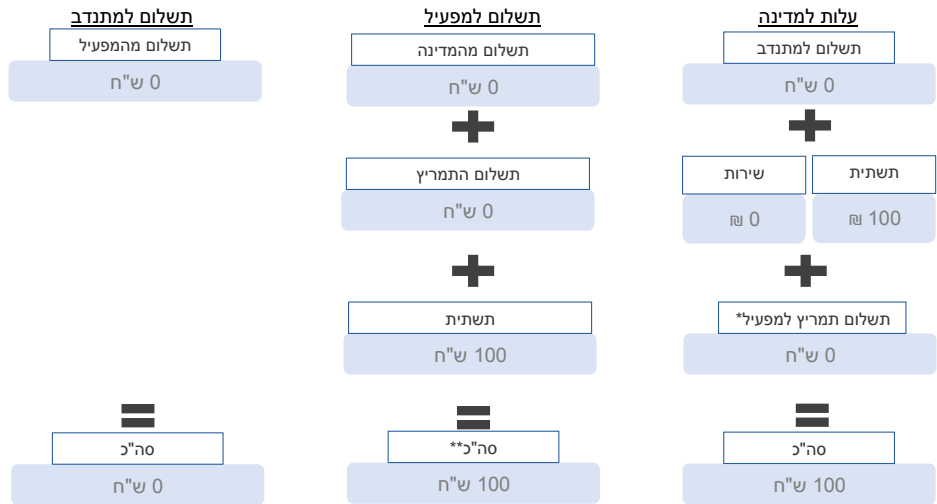 עלות למדינה
תשלום למתנדב
0 ש"ח
תשתית
100 ₪
שירות
0 ₪
תשלום תמריץ למפעיל*
0 ש"ח
סה"כ
100 ש"ח
תשלום למפעיל
תשלום מהמדינה
0 ש"ח
תשלום התמריץ
0 ש"ח
תשתית
100 ש"ח
סה"כ**
100 ש"ח
תשלום למתנדב
תשלום מהמפעיל
0 ש"ח
סה"כ
0 ש"ח